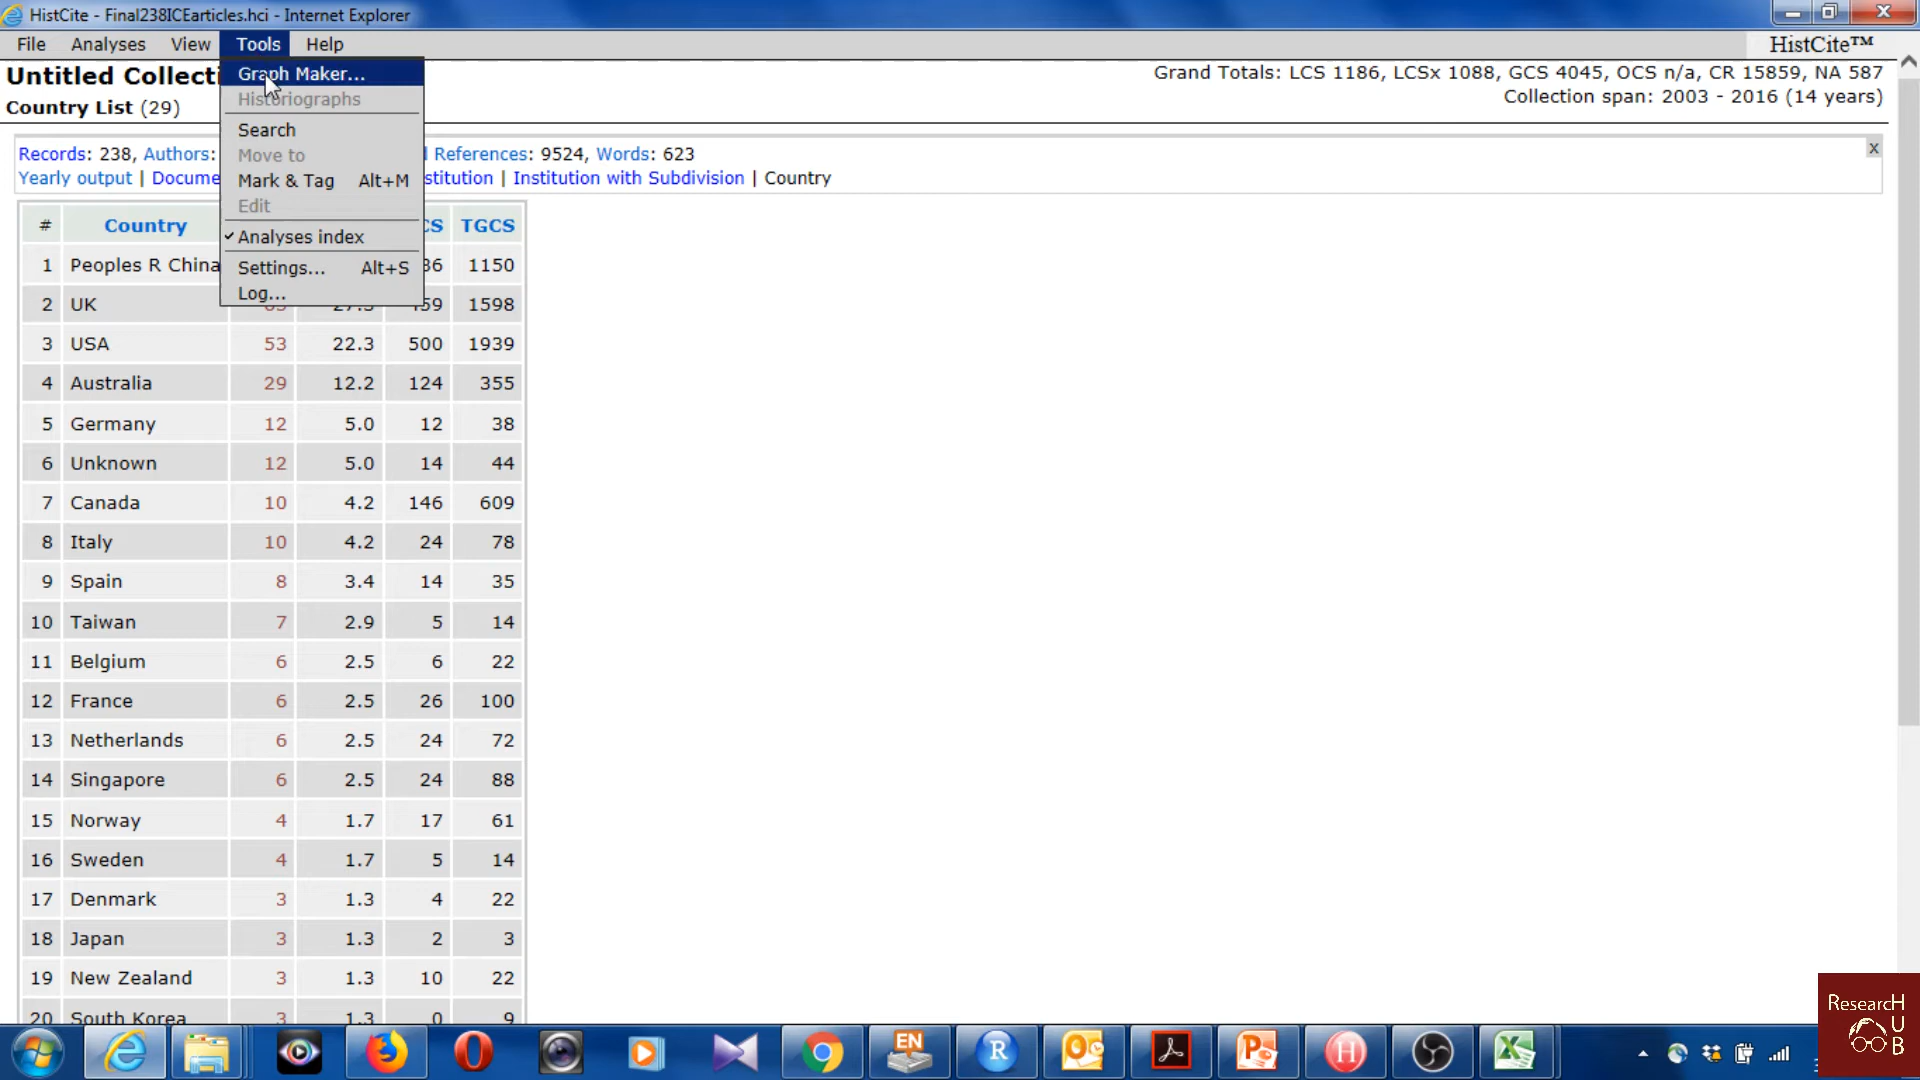 HistCite - Final238ICEarticles.hci - Internet Explorer
File Analyses View Tools Help
HistCite™
Untitled Collecti
Grand Totals: LCS 1186, LCSx 1088, GCS 4045, OCS n/a, CR 15859, NA 587
Country List (29)
Collection span: 2003 - 2016 (14 years)
Graph Maker...
Historiographs
Search
Move to
Mark & Tag Alt+M
Edit
Analyses index
Settings... Alt+S
Log...
Records: 238, Authors: References: 9524, Words: 623 x
Yearly output | Docume stitution | Institution with Subdivision | Country
# Country CS TGCS
1 Peoples R China 36 1150
2 UK 1598
3 USA 53 22.3 500 1939
4 Australia 29 12.2 124 355
5 Germany 12 5.0 12 38
6 Unknown 12 5.0 14 44
7 Canada 10 4.2 146 609
8 Italy 10 4.2 24 78
9 Spain 8 3.4 14 35
10 Taiwan 7 2.9 5 14
11 Belgium 6 2.5 6 22
12 France 6 2.5 26 100
13 Netherlands 6 2.5 24 72
14 Singapore 6 2.5 24 88
15 Norway 4 1.7 17 61
16 Sweden 4 1.7 5 14
17 Denmark 3 1.3 4 22
18 Japan 3 1.3 2 3
19 New Zealand 3 1.3 10 22
20 South Korea 3 1.3 0 9
ResearcH
U
B
EN
R
H